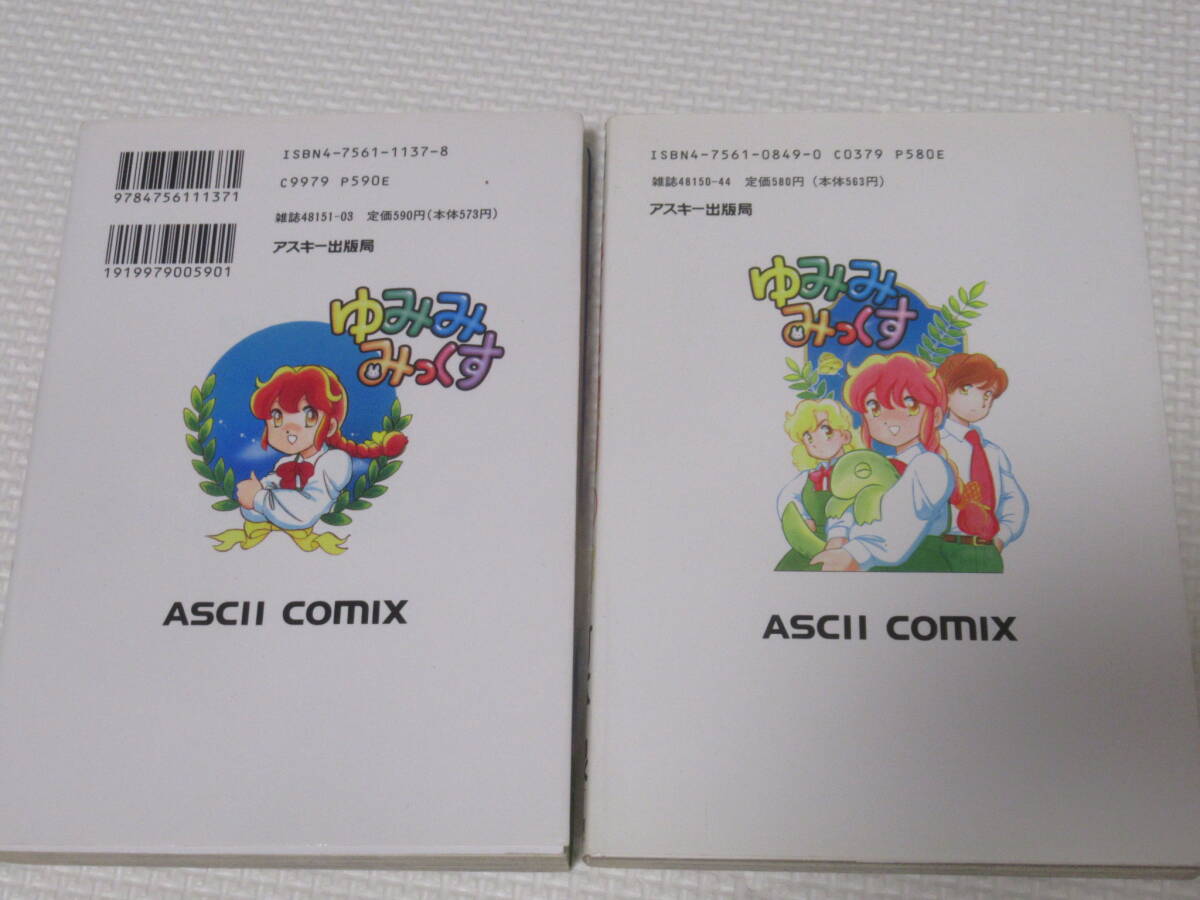 ISBN4-7561-1137-8
C9979 P590E
9784756111371
雑誌48151-03 定価590円(本体573円)
アスキー出版局
1919979005901
ゆみみ
みっくす
ASCII COMIX
ISBN4-7561-0849-0 C0379 P580E
雑誌48150-44 定価580円 (本体563円)
アスキー出版局
ゆみみ
みっくす
ASCII COMIX